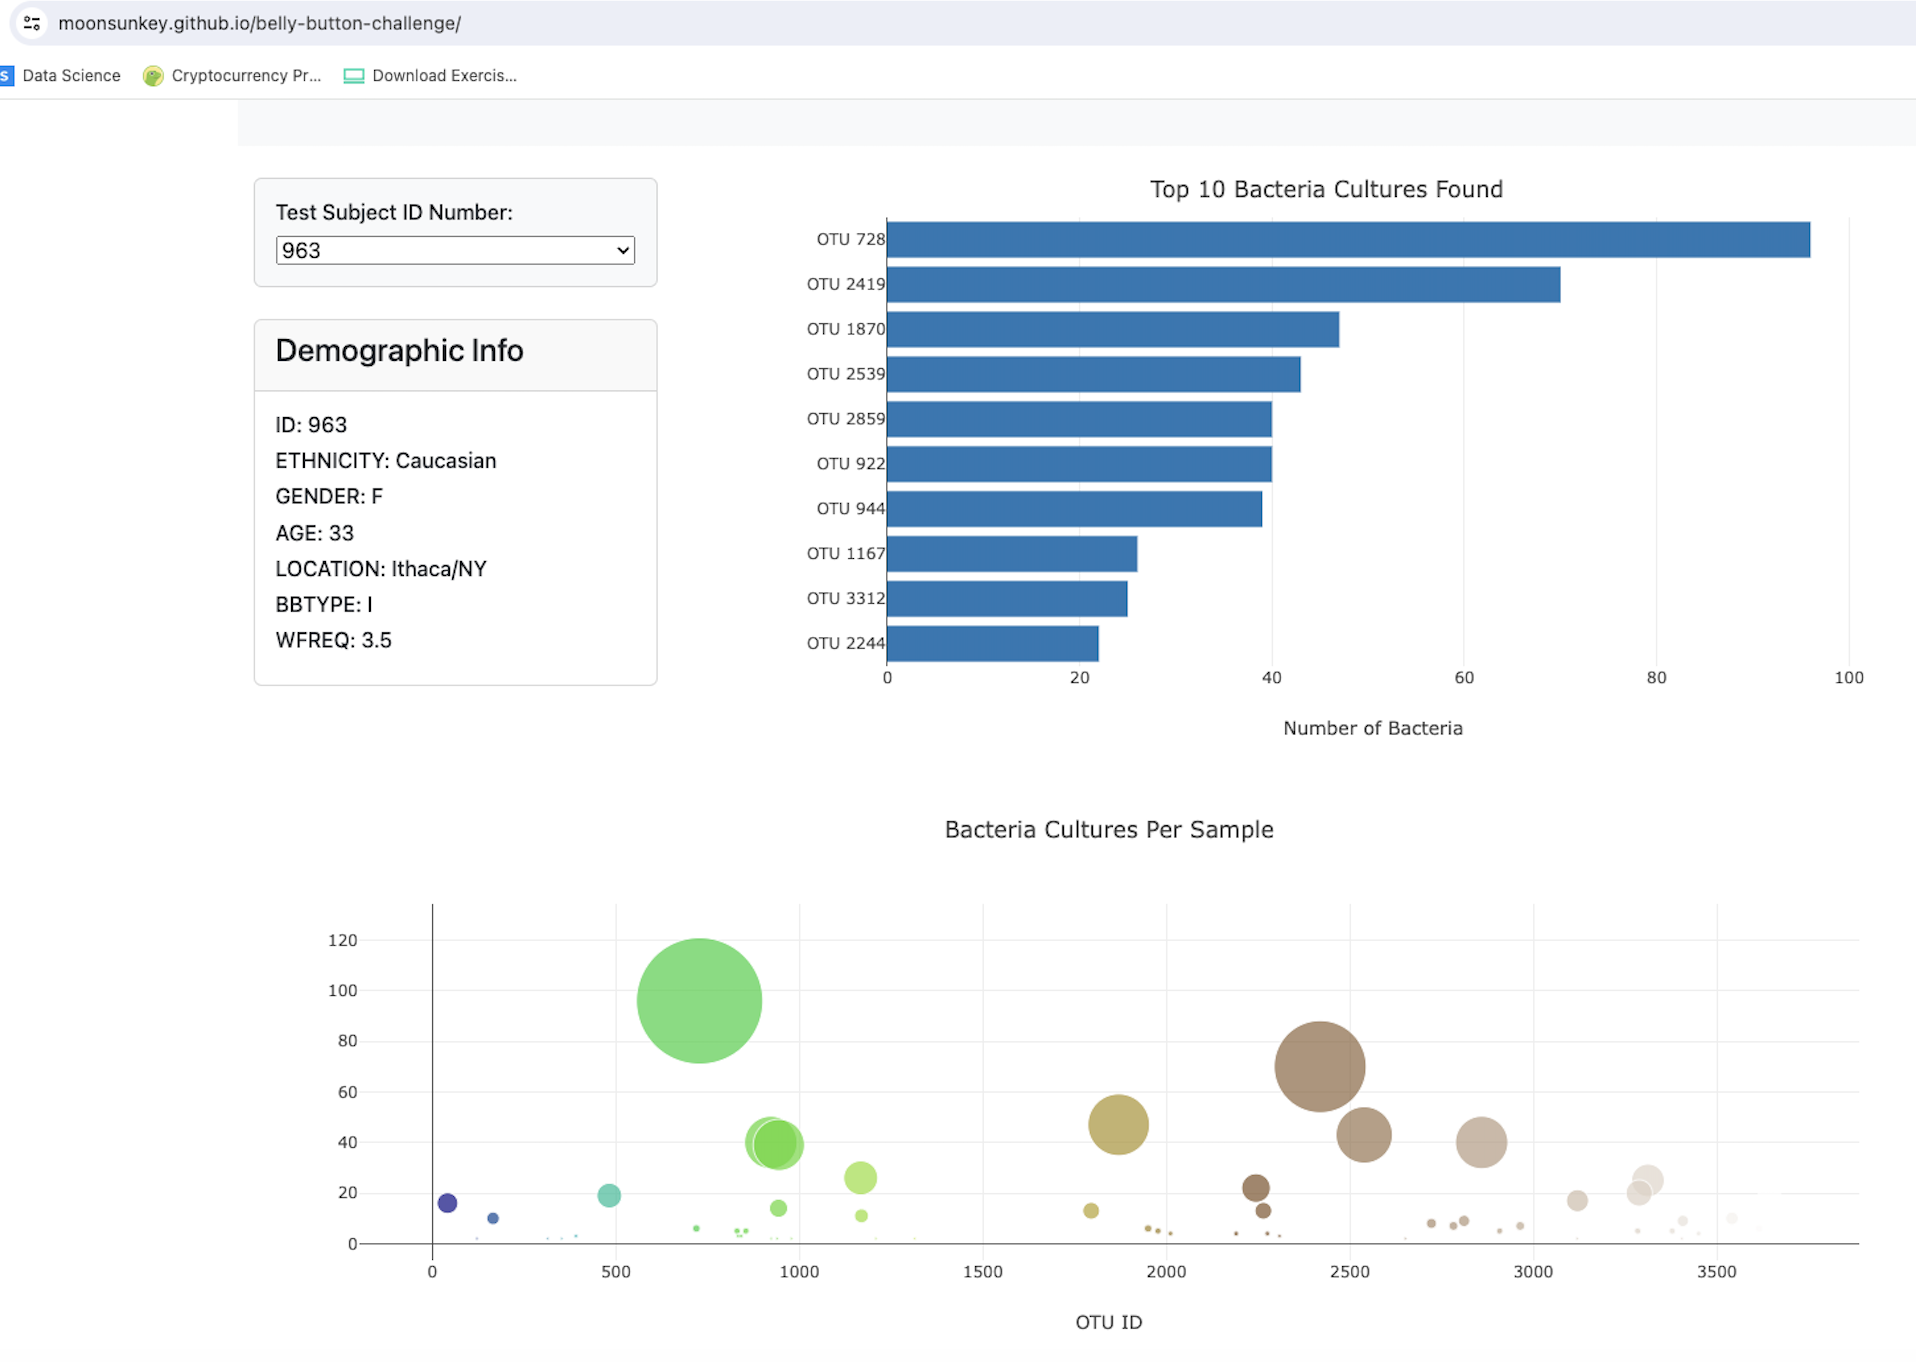 moonsunkey.github.io/belly-button-challenge/
S Data Science Cryptocurrency Pr... Download Exercis...
Test Subject ID Number:
963
Demographic Info
ID: 963
ETHNICITY: Caucasian
GENDER: F
AGE: 33
LOCATION: Ithaca/NY
BBTYPE: I
WFREQ: 3.5
Top 10 Bacteria Cultures Found
OTU 728
OTU 2419
OTU 1870
OTU 2539
OTU 2859
OTU 922
OTU 944
OTU 1167
OTU 3312
OTU 2244
0 20 40 60 80 100
Number of Bacteria
Bacteria Cultures Per Sample
120
100
80
60
40
20
0
0 500 1000 1500 2000 2500 3000 3500
OTU ID